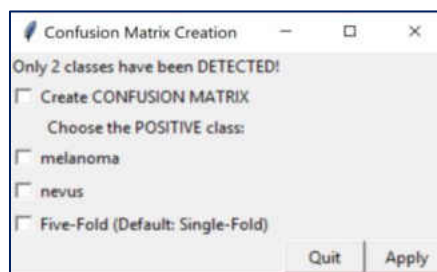 Confusion Matrix Creation
Only 2 classes have been DETECTED!
Create CONFUSION MATRIX
Choose the POSITIVE class:
melanoma
nevus
Five-Fold (Default: Single-Fold)
Quit Apply